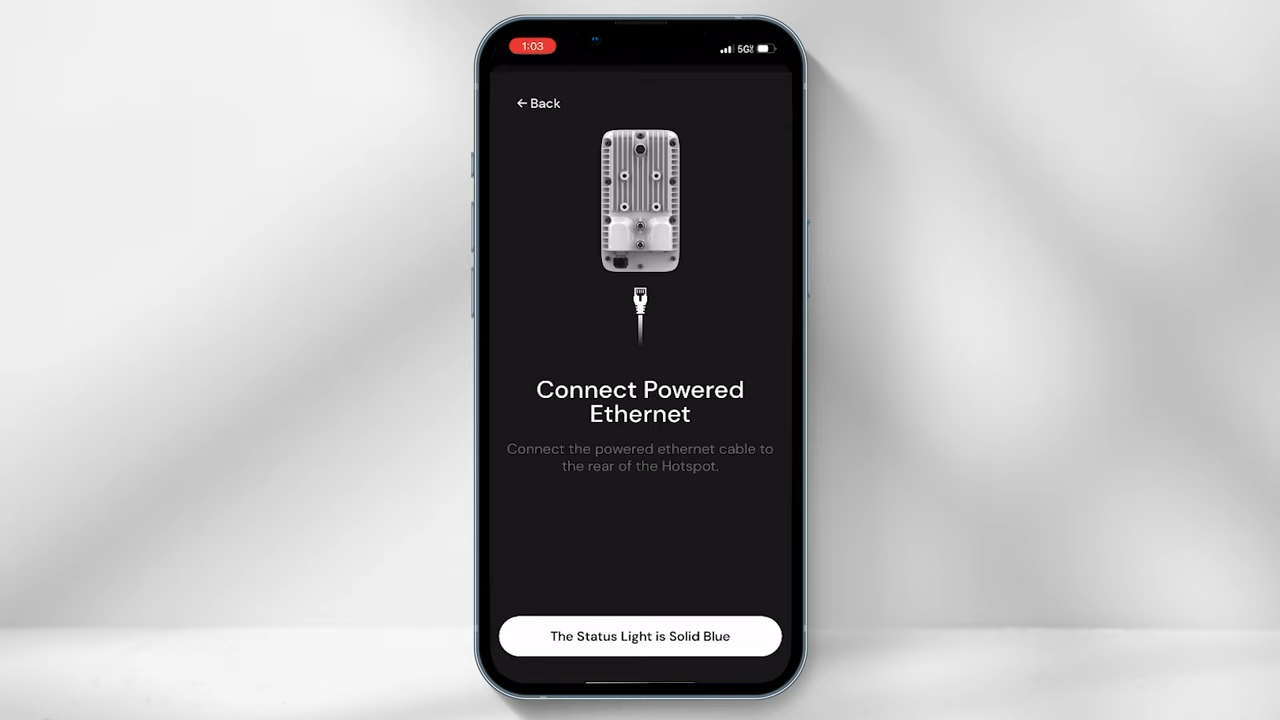 1:03
5G
← Back
Connect Powered
Ethernet
Connect the powered ethernet cable to
the rear of the Hotspot.
The Status Light is Solid Blue